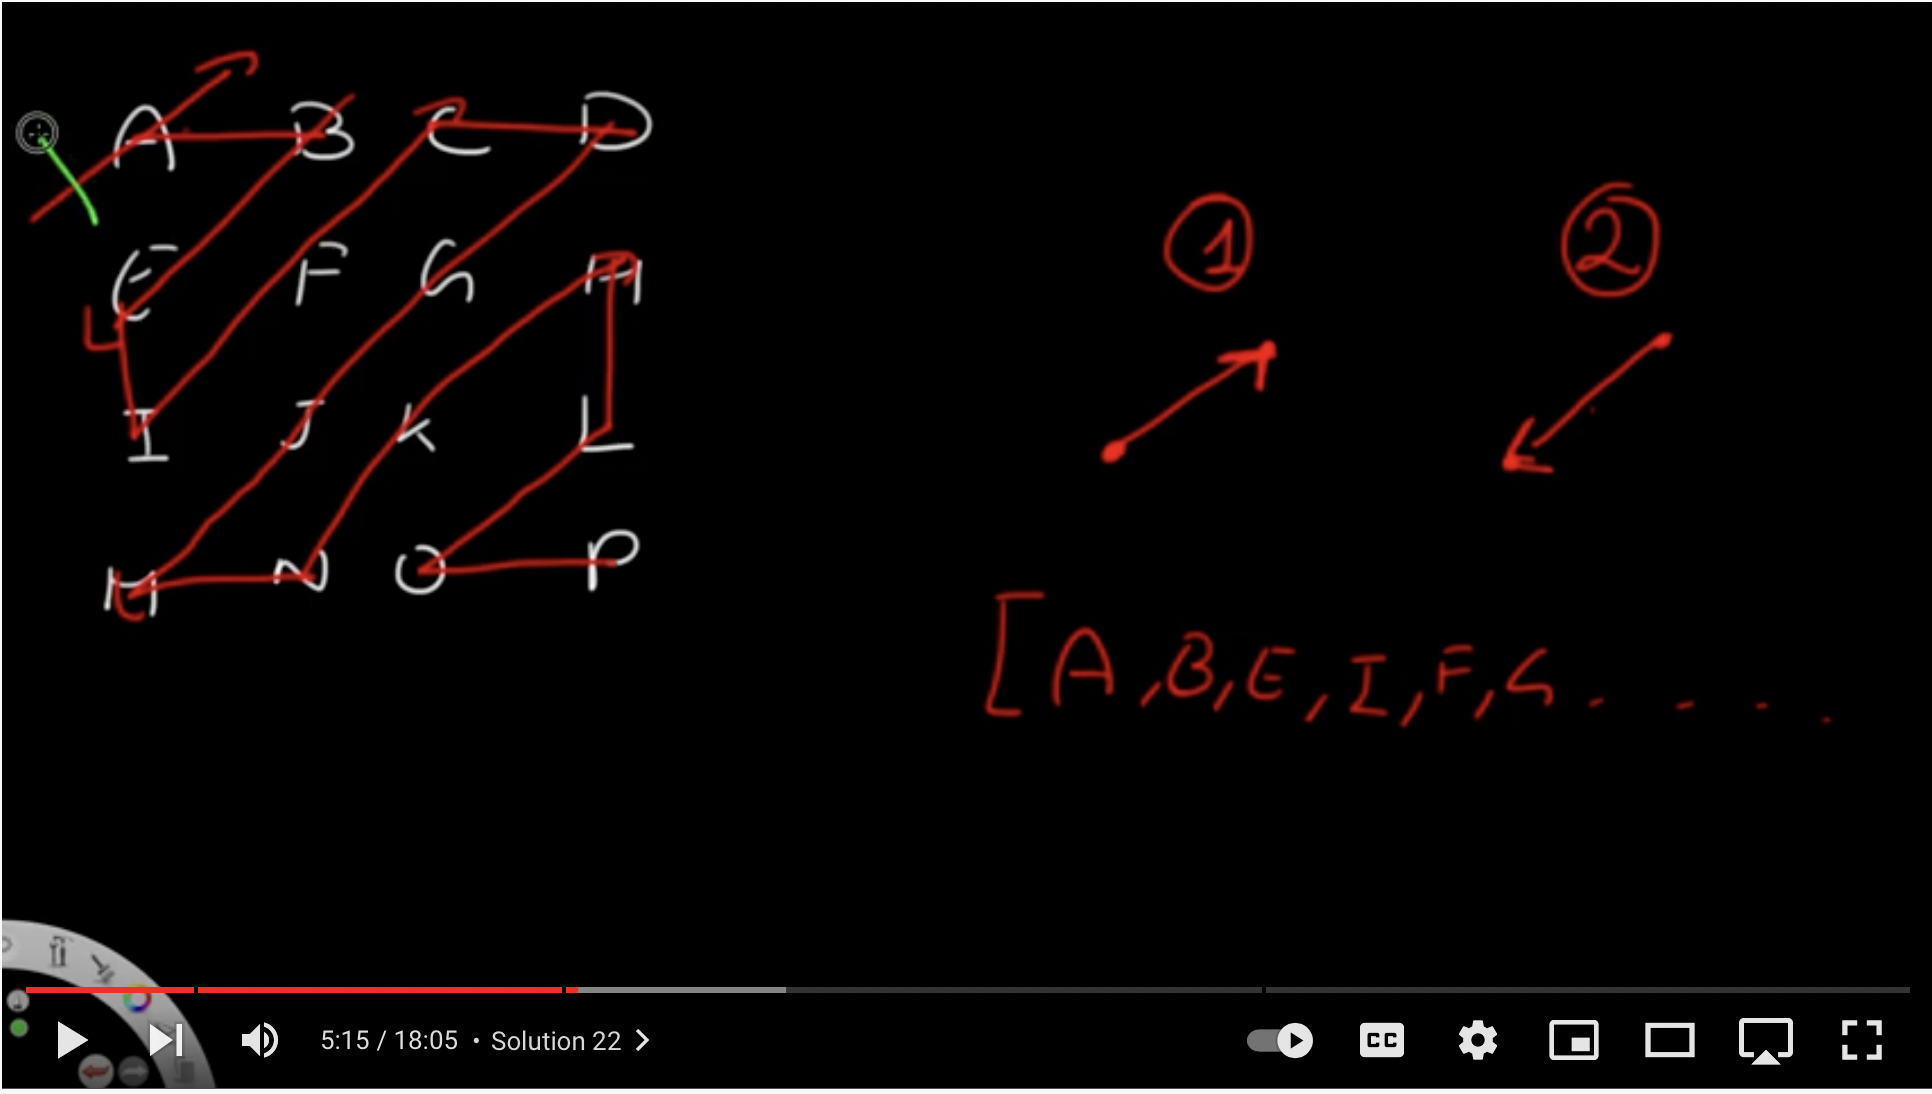 A B C D
E F G H
I J K L
M N O P
1 2
[A, B, E, I, F, G. . . . .
5:15 / 18:05 • Solution 22
CC